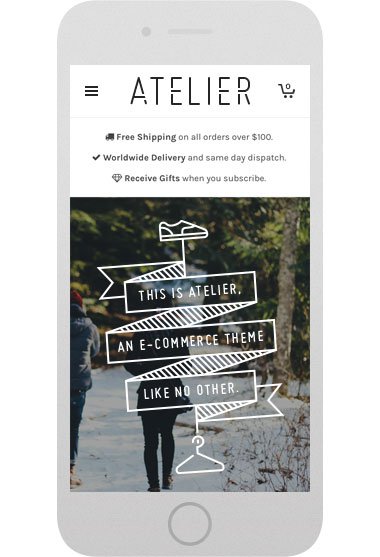 ATELIER
0
Free Shipping on all orders over $100.
Worldwide Delivery and same day dispatch.
Receive Gifts when you subscribe.
THIS IS ATELIER,
AN E-COMMERCE THEME
LIKE NO OTHER.